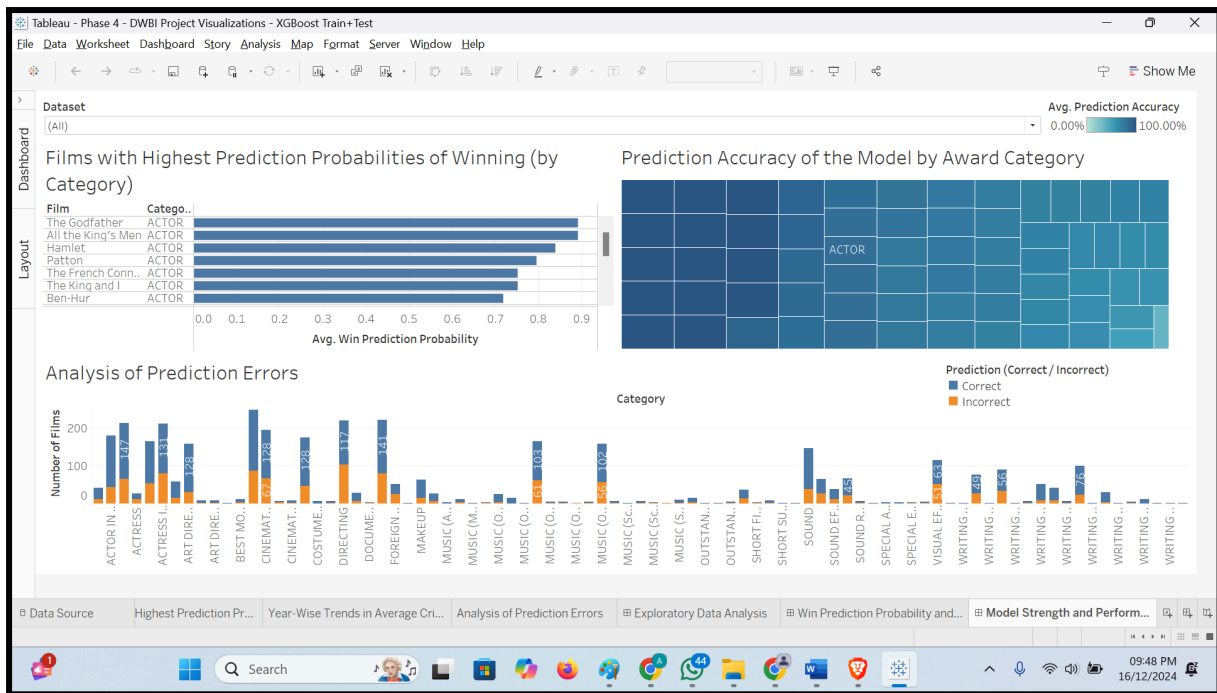 Tableau - Phase 4 - DWBI Project Visualizations - XGBoost Train+Test
File Data Worksheet Dashboard Story Analysis Map Format Server Window Help
Show Me
Dashboard
Layout
Dataset
(All)
Avg. Prediction Accuracy
0.00% 100.00%
Films with Highest Prediction Probabilities of Winning (by
Category)
Film Catego..
The Godfather ACTOR
All the King's Men ACTOR
Hamlet ACTOR
Patton ACTOR
The French Conn.. ACTOR
The King and I ACTOR
Ben-Hur ACTOR
0.0 0.1 0.2 0.3 0.4 0.5 0.6 0.7 0.8 0.9
Avg. Win Prediction Probability
Prediction Accuracy of the Model by Award Category
ACTOR
Analysis of Prediction Errors
Prediction (Correct / Incorrect)
Correct
Incorrect
Category
Number of Films
200
100
0
147
131
128
128
67
128
117
141
103
61
102
56
45
63
51
49
56
76
ACTOR IN ..
ACTRESS
ACTRESS I..
ART DIRE..
ART DIRE..
BEST MO..
CINEMAT..
CINEMAT..
COSTUME..
DIRECTING
DOCUME..
FOREIGN ..
MAKEUP
MUSIC (A..
MUSIC (M..
MUSIC (O..
MUSIC (O..
MUSIC (O..
MUSIC (O..
MUSIC (Sc..
MUSIC (Sc..
MUSIC (S..
OUTSTAN..
OUTSTAN..
SHORT FI..
SHORT SU..
SOUND
SOUND EF..
SOUND R..
SPECIAL A..
SPECIAL E..
VISUAL EF..
WRITING ..
WRITING ..
WRITING ..
WRITING ..
WRITING ..
WRITING ..
WRITING ..
WRITING ..
WRITING ..
WRITING ..
Data Source Highest Prediction Pr... Year-Wise Trends in Average Cri... Analysis of Prediction Errors Exploratory Data Analysis Win Prediction Probability and... Model Strength and Perform...
1
Search
44
W
09:48 PM
16/12/2024